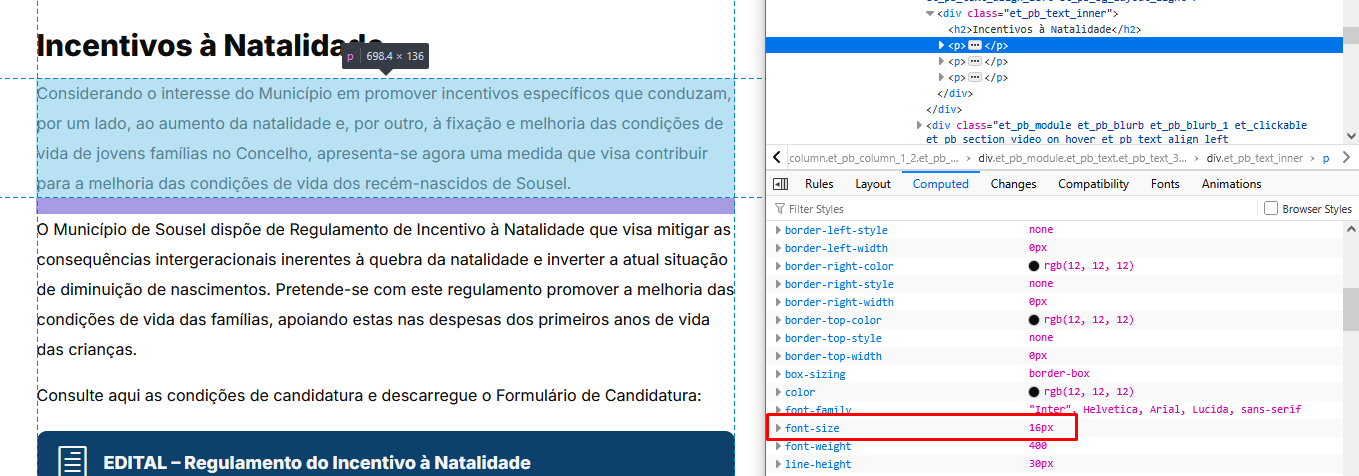 Incentivos à Natalidade
p 698.4 × 136
Considerando o interesse do Município em promover incentivos específicos que conduzam,
por um lado, ao aumento da natalidade e, por outro, à fixação e melhoria das condições de
vida de jovens famílias no Concelho, apresenta-se agora uma medida que visa contribuir
para a melhoria das condições de vida dos recém-nascidos de Sousel.
O Município de Sousel dispõe de Regulamento de Incentivo à Natalidade que visa mitigar as
consequências intergeracionais inerentes à quebra da natalidade e inverter a atual situação
de diminuição de nascimentos. Pretende-se com este regulamento promover a melhoria das
condições de vida das famílias, apoiando estas nas despesas dos primeiros anos de vida
das crianças.
Consulte aqui as condições de candidatura e descarregue o Formulário de Candidatura:
EDITAL – Regulamento do Incentivo à Natalidade
<div class="et_pb_text_inner">
<h2>Incentivos à Natalidade</h2>
<p> ••• </p>
<p> ••• </p>
<p> ••• </p>
</div>
</div>
<div class="et_pb_module et_pb_blurb et_pb_blurb_1 et_clickable
et_pb_section_video_on_hover et_pb_text_align_left
_column.et_pb_column_1_2.et_pb_… div.et_pb_module.et_pb_text.et_pb_text_3… div.et_pb_text_inner p
Rules Layout Computed Changes Compatibility Fonts Animations
Filter Styles Browser Styles
border-left-style none
border-left-width 0px
border-right-color rgb(12, 12, 12)
border-right-style none
border-right-width 0px
border-top-color rgb(12, 12, 12)
border-top-style none
border-top-width 0px
box-sizing border-box
color rgb(12, 12, 12)
font-family "Inter", Helvetica, Arial, Lucida, sans-serif
font-size 16px
font-weight 400
line-height 30px